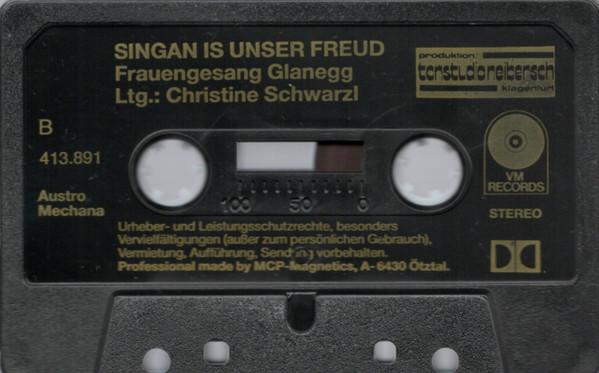 SINGAN IS UNSER FREUD
Frauengesang Glanegg
Ltg.: Christine Schwarzl
produktion:
tonstudio reibersch
klagenfurt
B
413.891
Austro
Mechana
100 50 0
VM
RECORDS
STEREO
Urheber- und Leistungsschutzrechte, besonders
Vervielfältigungen (außer zum persönlichen Gebrauch),
Vermietung, Aufführung, Sendung vorbehalten.
Professional made by MCP-Magnetics, A-6430 Ötztal.